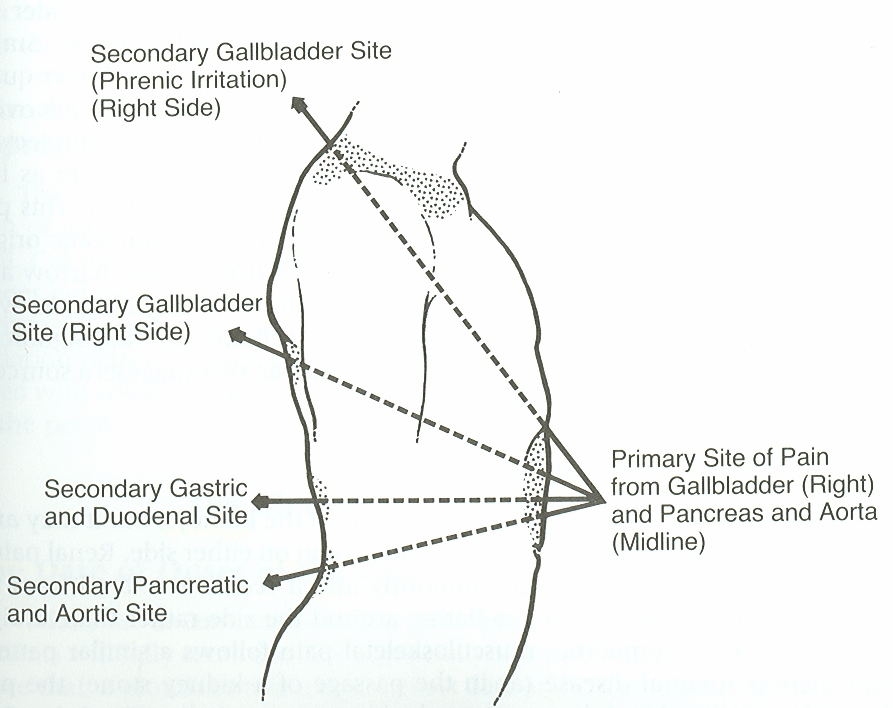 Secondary Gallbladder Site
(Phrenic Irritation)
(Right Side)
Secondary Gallbladder
Site (Right Side)
Primary Site of Pain
from Gallbladder (Right)
and Pancreas and Aorta
(Midline)
Secondary Gastric
and Duodenal Site
Secondary Pancreatic
and Aortic Site